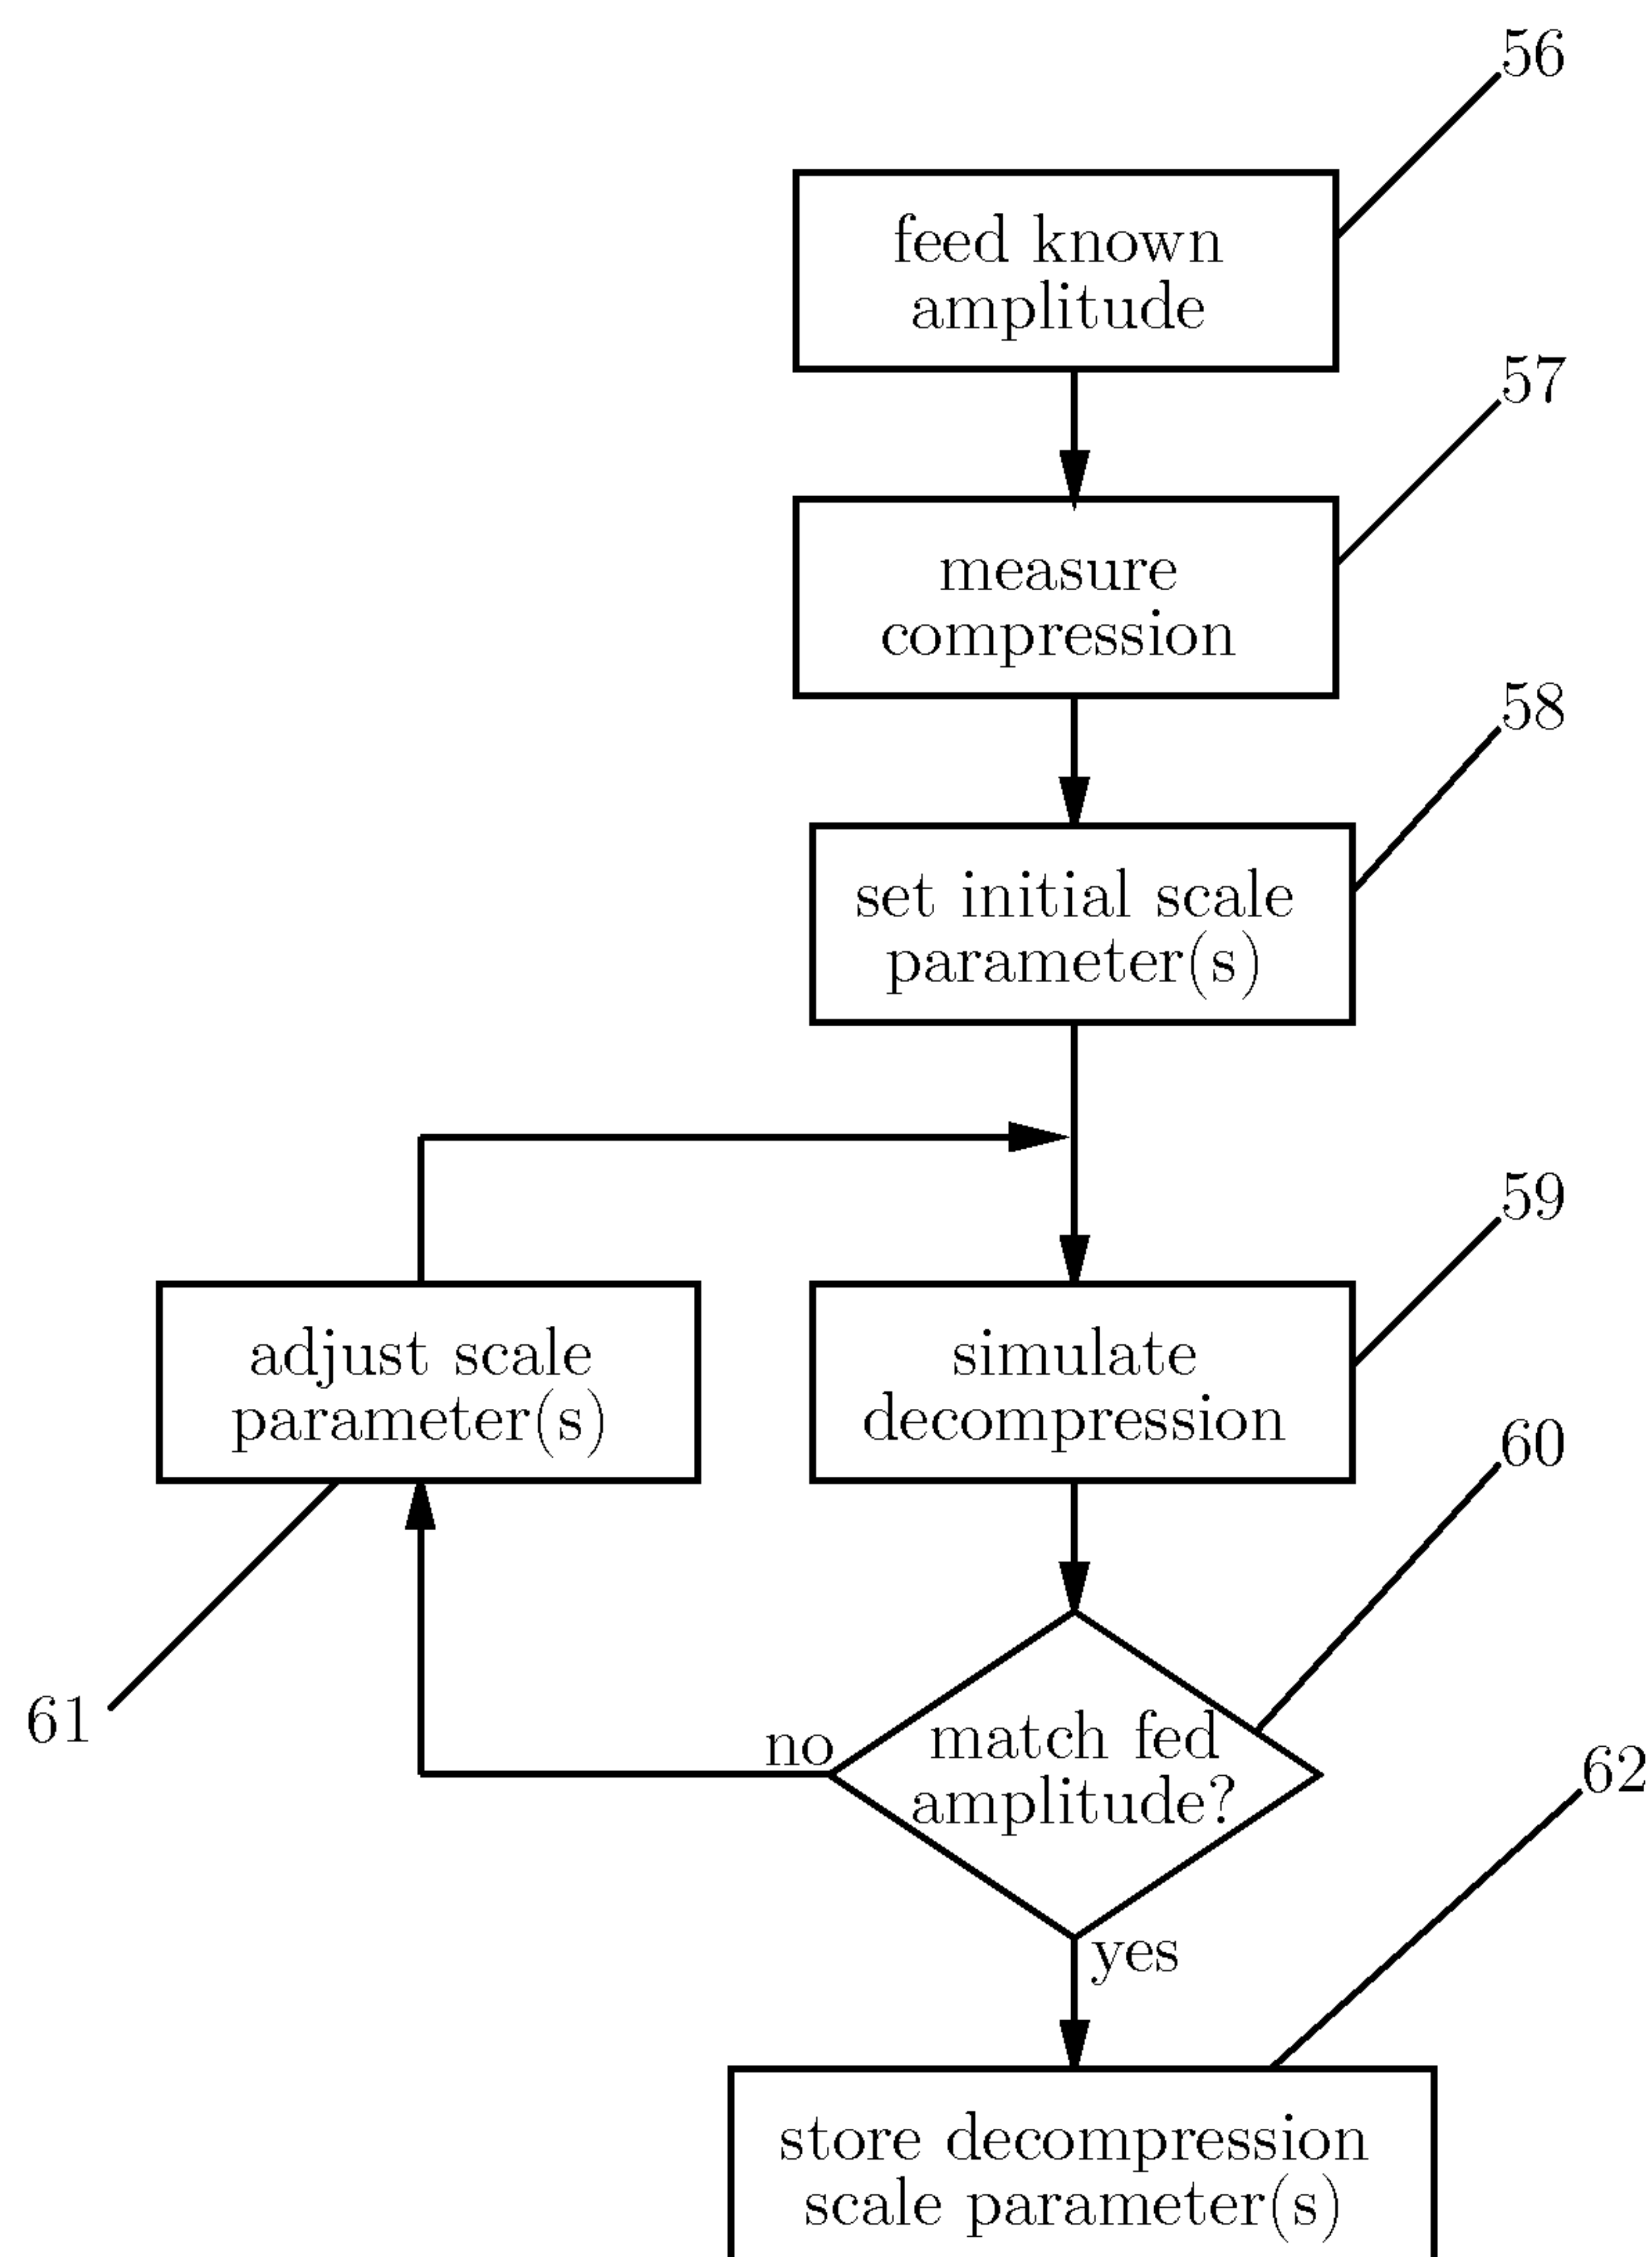 56
feed known
amplitude
57
measure
compression
58
set initial scale
parameter(s)
59
adjust scale
parameter(s)
simulate
decompression
60
61
no
match fed
amplitude?
62
yes
store decompression
scale parameter(s)